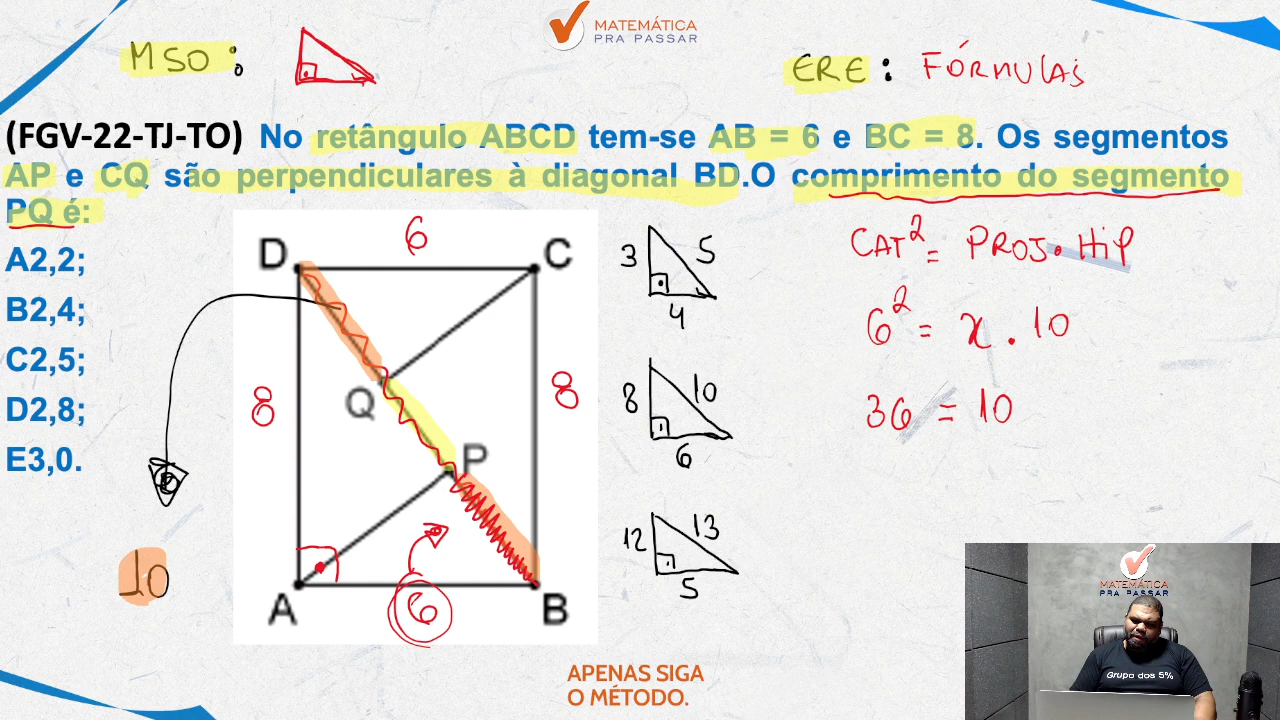 MATEMÁTICA
PRA PASSAR
MSO :
ERE : FÓRMULAS
(FGV-22-TJ-TO) No retângulo ABCD tem-se AB = 6 e BC = 8. Os segmentos
AP e CQ são perpendiculares à diagonal BD.O comprimento do segmento
PQ é:
A2,2;
B2,4;
C2,5;
D2,8;
E3,0.
6
D
C
Q
8
8
P
A
B
6
10
3
5
4
8
10
6
12
13
5
CAT² = PROJ. HiP
6² = x . 10
36 = 10
MATEMÁTICA
PRA PASSAR
Grupo dos 5%
APENAS SIGA
O MÉTODO.